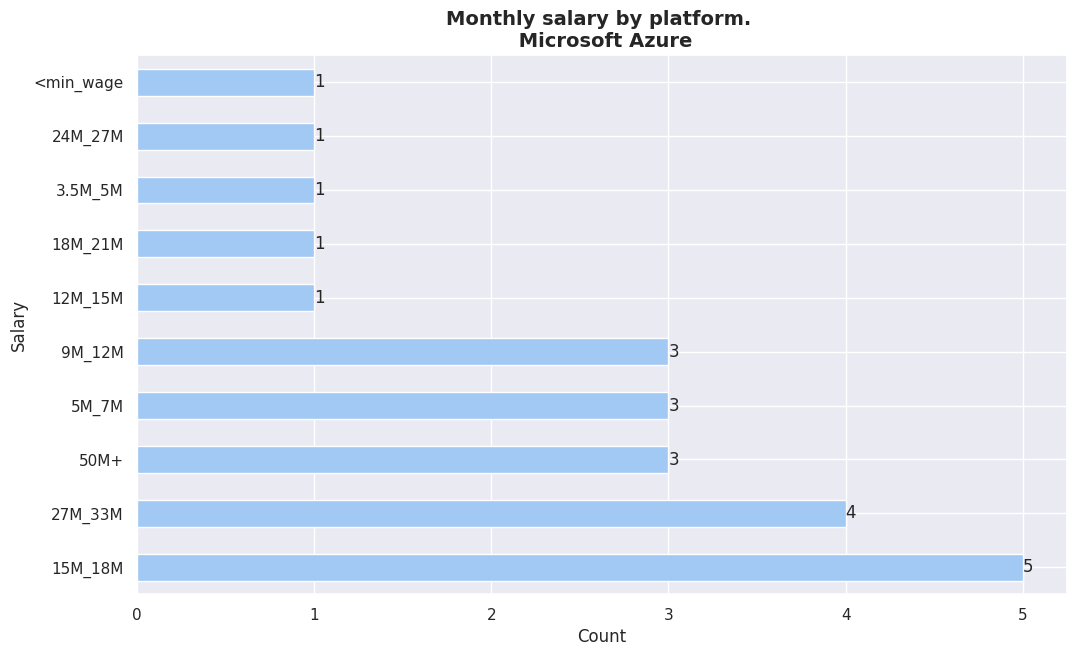 Monthly salary by platform.
Microsoft Azure
Salary
<min_wage
1
24M_27M
1
3.5M_5M
1
18M_21M
1
12M_15M
1
9M_12M
3
5M_7M
3
50M+
3
27M_33M
4
15M_18M
5
0 1 2 3 4 5
Count